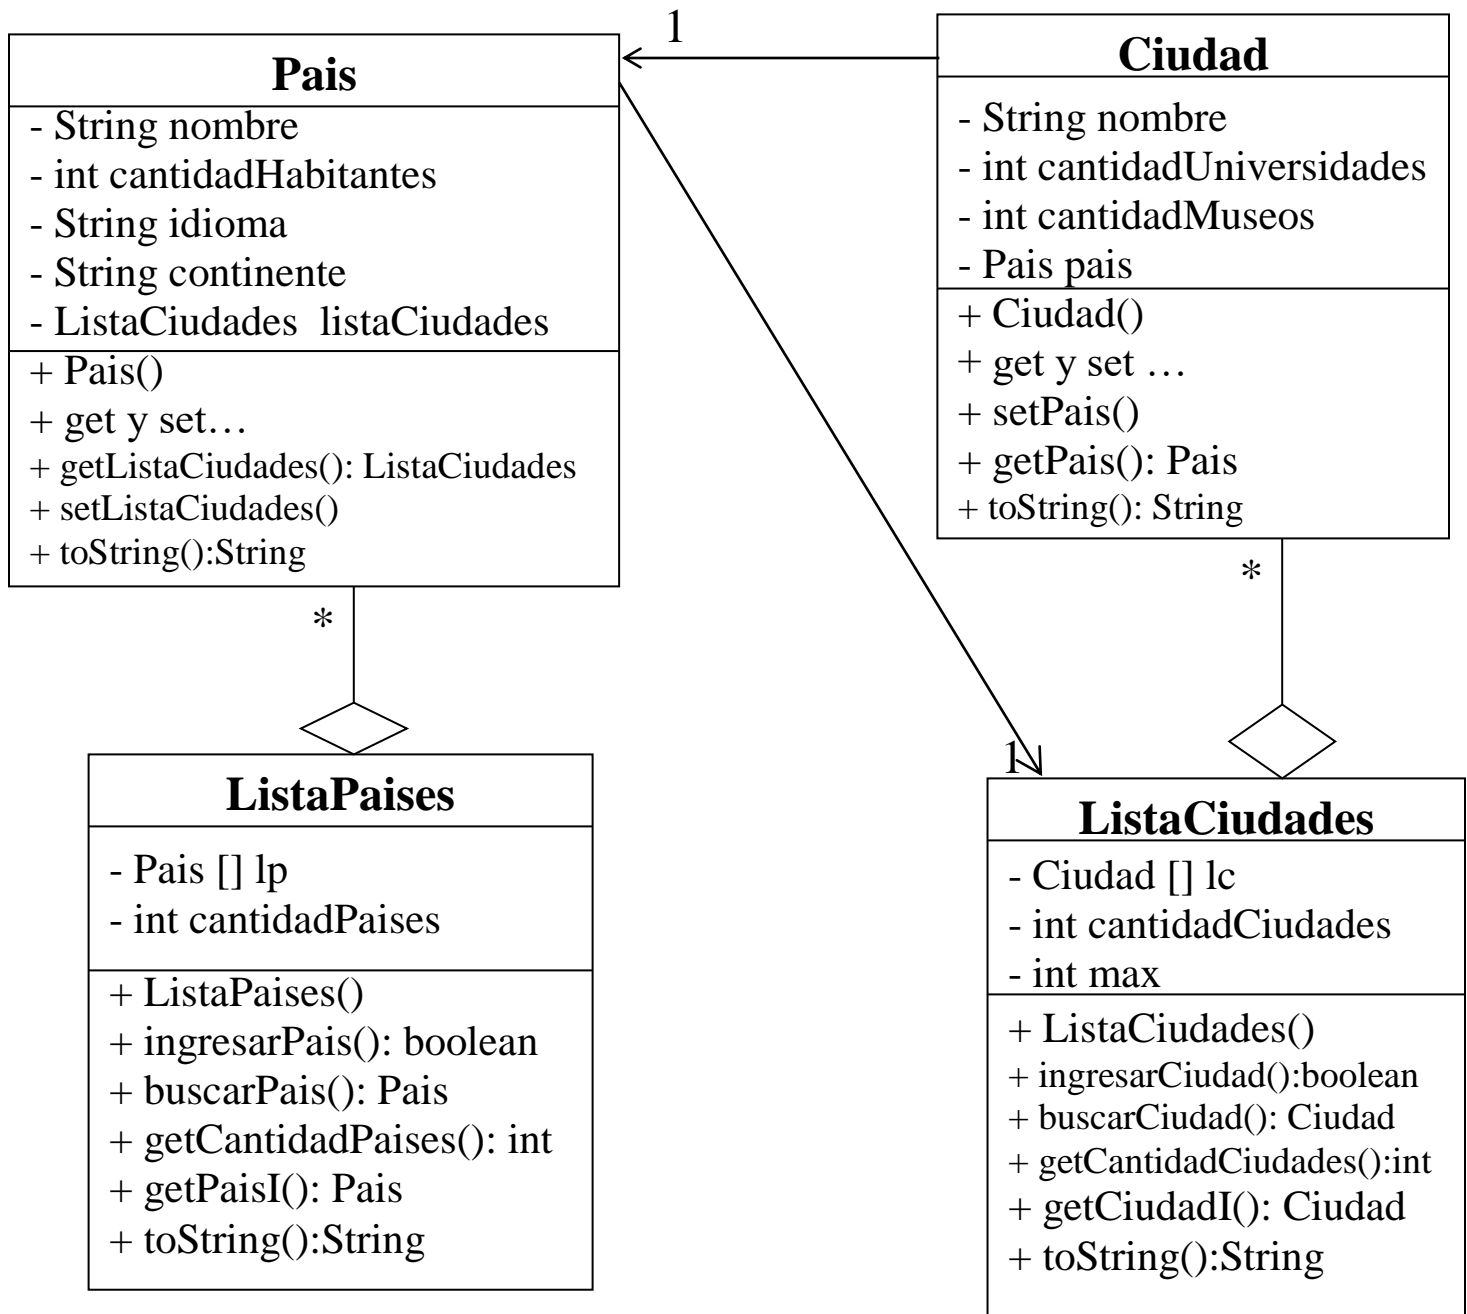 1
Pais
- String nombre
- int cantidadHabitantes
- String idioma
- String continente
- ListaCiudades  listaCiudades
+ Pais()
+ get y set…
+ getListaCiudades(): ListaCiudades
+ setListaCiudades()
+ toString():String
*
Ciudad
- String nombre
- int cantidadUniversidades
- int cantidadMuseos
- Pais pais
+ Ciudad()
+ get y set …
+ setPais()
+ getPais(): Pais
+ toString(): String
*
ListaPaises
- Pais [] lp
- int cantidadPaises
+ ListaPaises()
+ ingresarPais(): boolean
+ buscarPais(): Pais
+ getCantidadPaises(): int
+ getPaisI(): Pais
+ toString():String
1
ListaCiudades
- Ciudad [] lc
- int cantidadCiudades
- int max
+ ListaCiudades()
+ ingresarCiudad():boolean
+ buscarCiudad(): Ciudad
+ getCantidadCiudades():int
+ getCiudadI(): Ciudad
+ toString():String